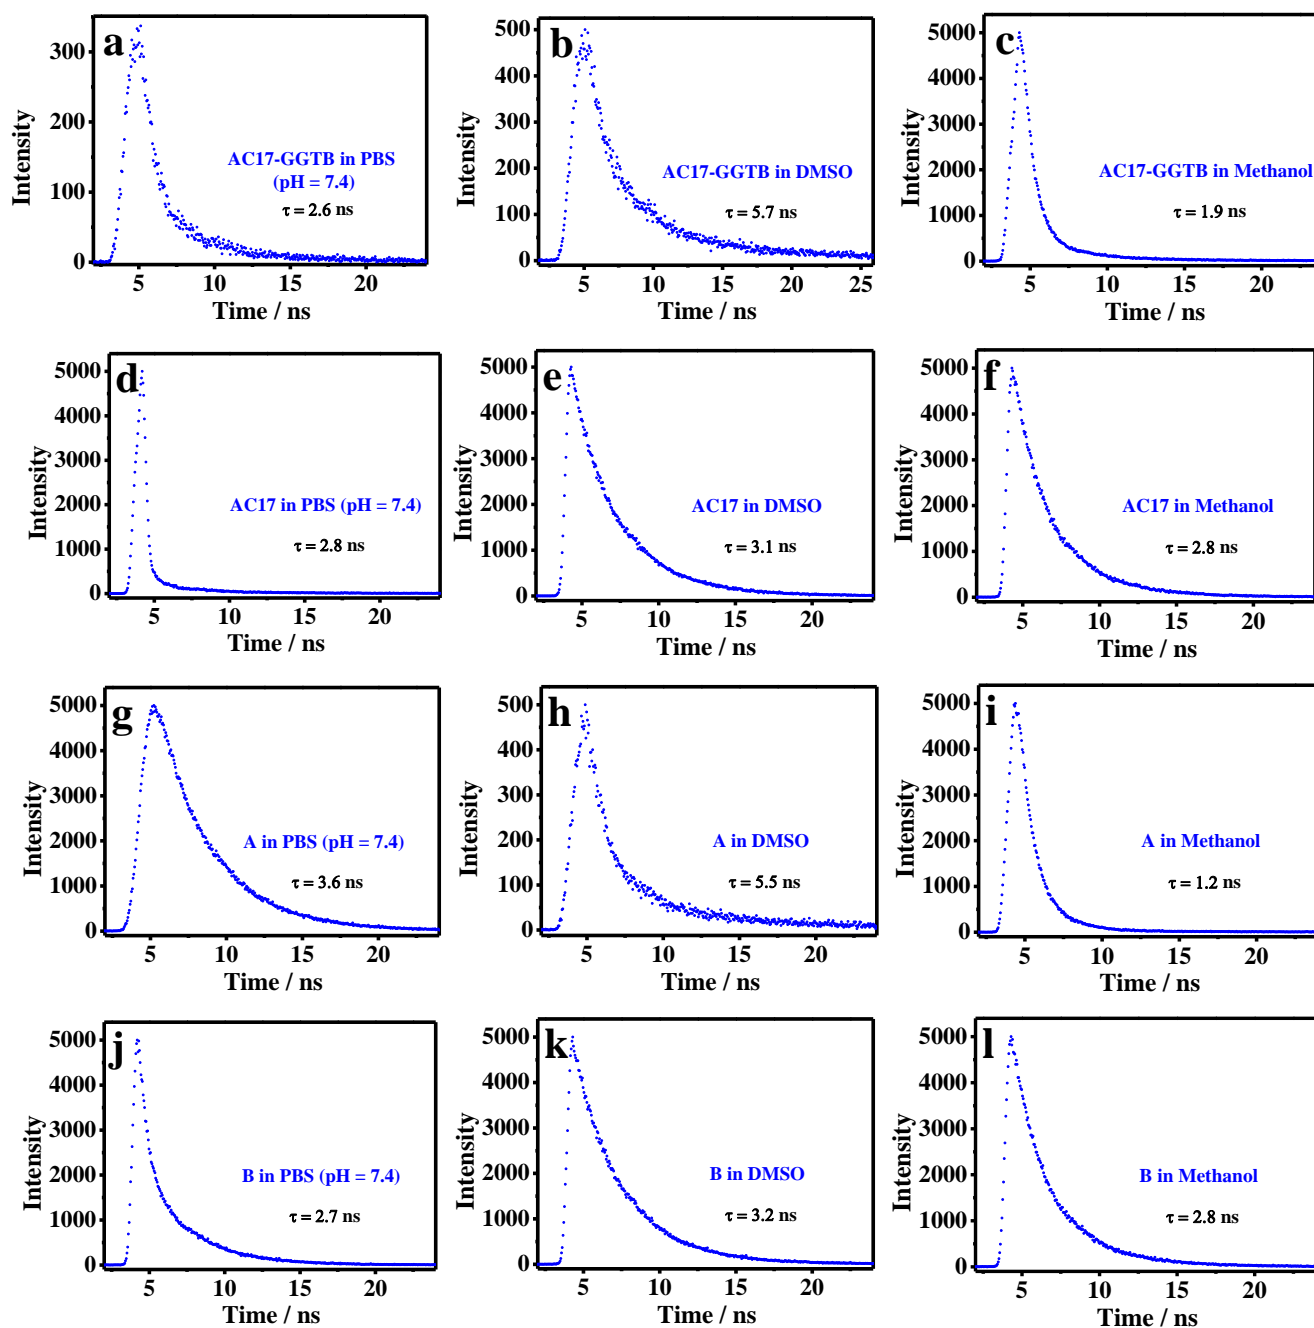 a
300
200
100
0
Intensity
AC17-GGTB in PBS
(pH = 7.4)
τ = 2.6 ns
5 10 15 20
Time / ns
b
500
400
300
200
100
0
Intensity
AC17-GGTB in DMSO
τ = 5.7 ns
5 10 15 20 25
Time / ns
c
5000
4000
3000
2000
1000
0
Intensity
AC17-GGTB in Methanol
τ = 1.9 ns
5 10 15 20
Time / ns
d
5000
4000
3000
2000
1000
0
Intensity
AC17 in PBS (pH = 7.4)
τ = 2.8 ns
5 10 15 20
Time / ns
e
5000
4000
3000
2000
1000
0
Intensity
AC17 in DMSO
τ = 3.1 ns
5 10 15 20
Time / ns
f
5000
4000
3000
2000
1000
0
Intensity
AC17 in Methanol
τ = 2.8 ns
5 10 15 20
Time / ns
g
5000
4000
3000
2000
1000
0
Intensity
A in PBS (pH = 7.4)
τ = 3.6 ns
5 10 15 20
Time / ns
h
500
400
300
200
100
0
Intensity
A in DMSO
τ = 5.5 ns
5 10 15 20
Time / ns
i
5000
4000
3000
2000
1000
0
Intensity
A in Methanol
τ = 1.2 ns
5 10 15 20
Time / ns
j
5000
4000
3000
2000
1000
0
Intensity
B in PBS (pH = 7.4)
τ = 2.7 ns
5 10 15 20
Time / ns
k
5000
4000
3000
2000
1000
0
Intensity
B in DMSO
τ = 3.2 ns
5 10 15 20
Time / ns
l
5000
4000
3000
2000
1000
0
Intensity
B in Methanol
τ = 2.8 ns
5 10 15 20
Time / ns